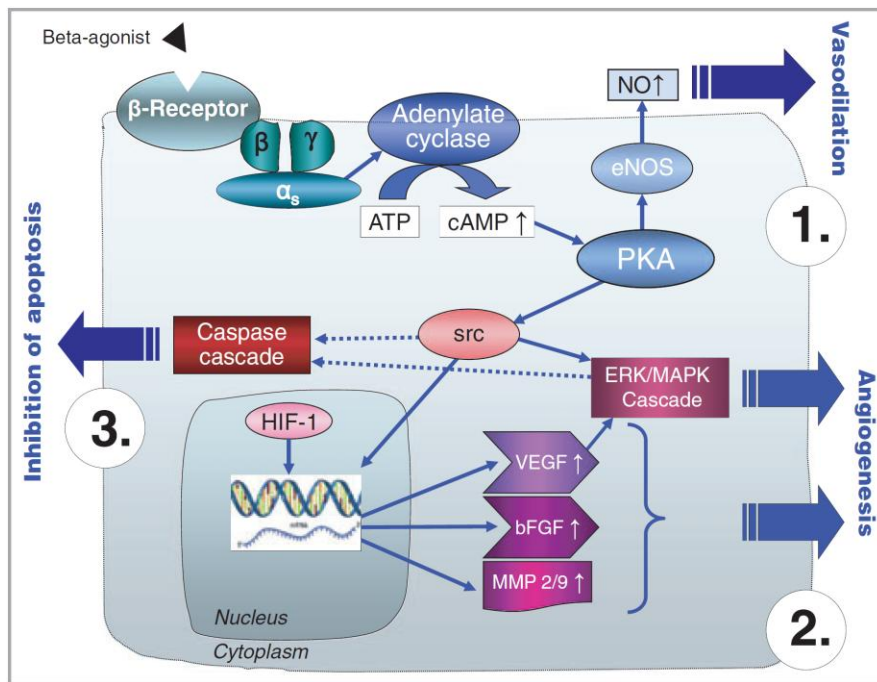 Beta-agonist
β-Receptor
β
γ
αs
Adenylate
cyclase
ATP
cAMP ↑
NO↑
eNOS
PKA
Vasodilation
1.
src
Caspase
cascade
Inhibition of apoptosis
3.
ERK/MAPK
Cascade
Angiogenesis
HIF-1
VEGF ↑
bFGF ↑
MMP 2/9 ↑
Nucleus
Cytoplasm
2.